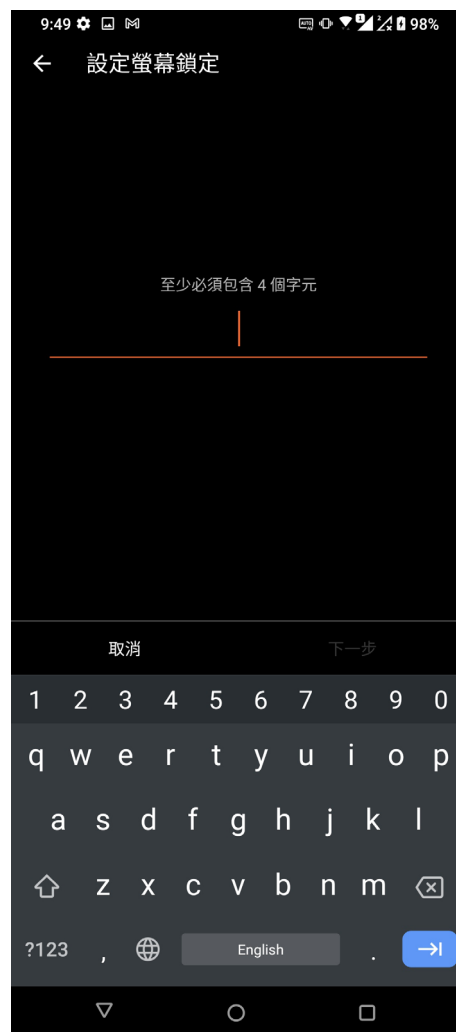 9:49 98%
設定螢幕鎖定
至少必須包含 4 個字元
取消 下一步
1 2 3 4 5 6 7 8 9 0
q w e r t y u i o p
a s d f g h j k l
z x c v b n m
?123 , English .